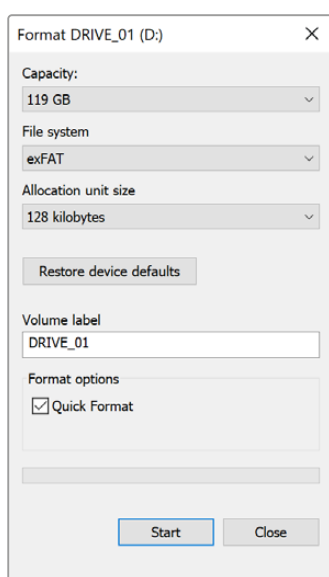 Format DRIVE_01 (D:)
Capacity:
119 GB
File system
exFAT
Allocation unit size
128 kilobytes
Restore device defaults
Volume label
DRIVE_01
Format options
Quick Format
Start
Close